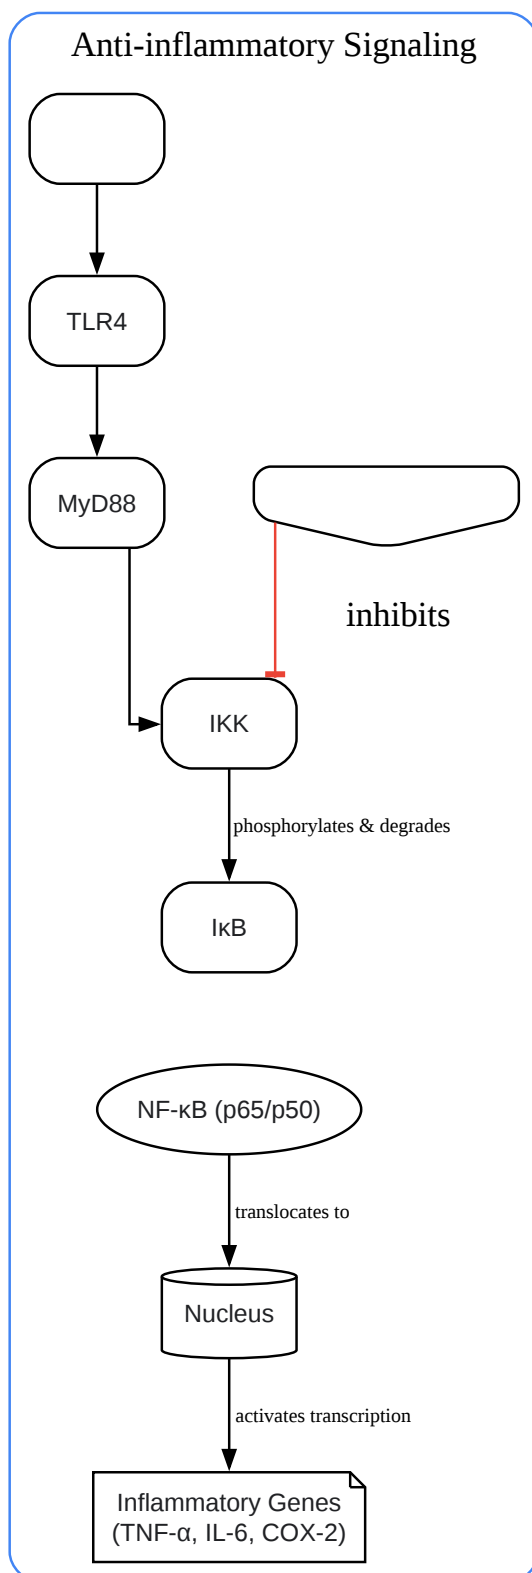 Anti-inflammatory Signaling
TLR4
MyD88
inhibits
IKK
phosphorylates & degrades
IκB
NF-κB (p65/p50)
translocates to
Nucleus
activates transcription
Inflammatory Genes
(TNF-α, IL-6, COX-2)